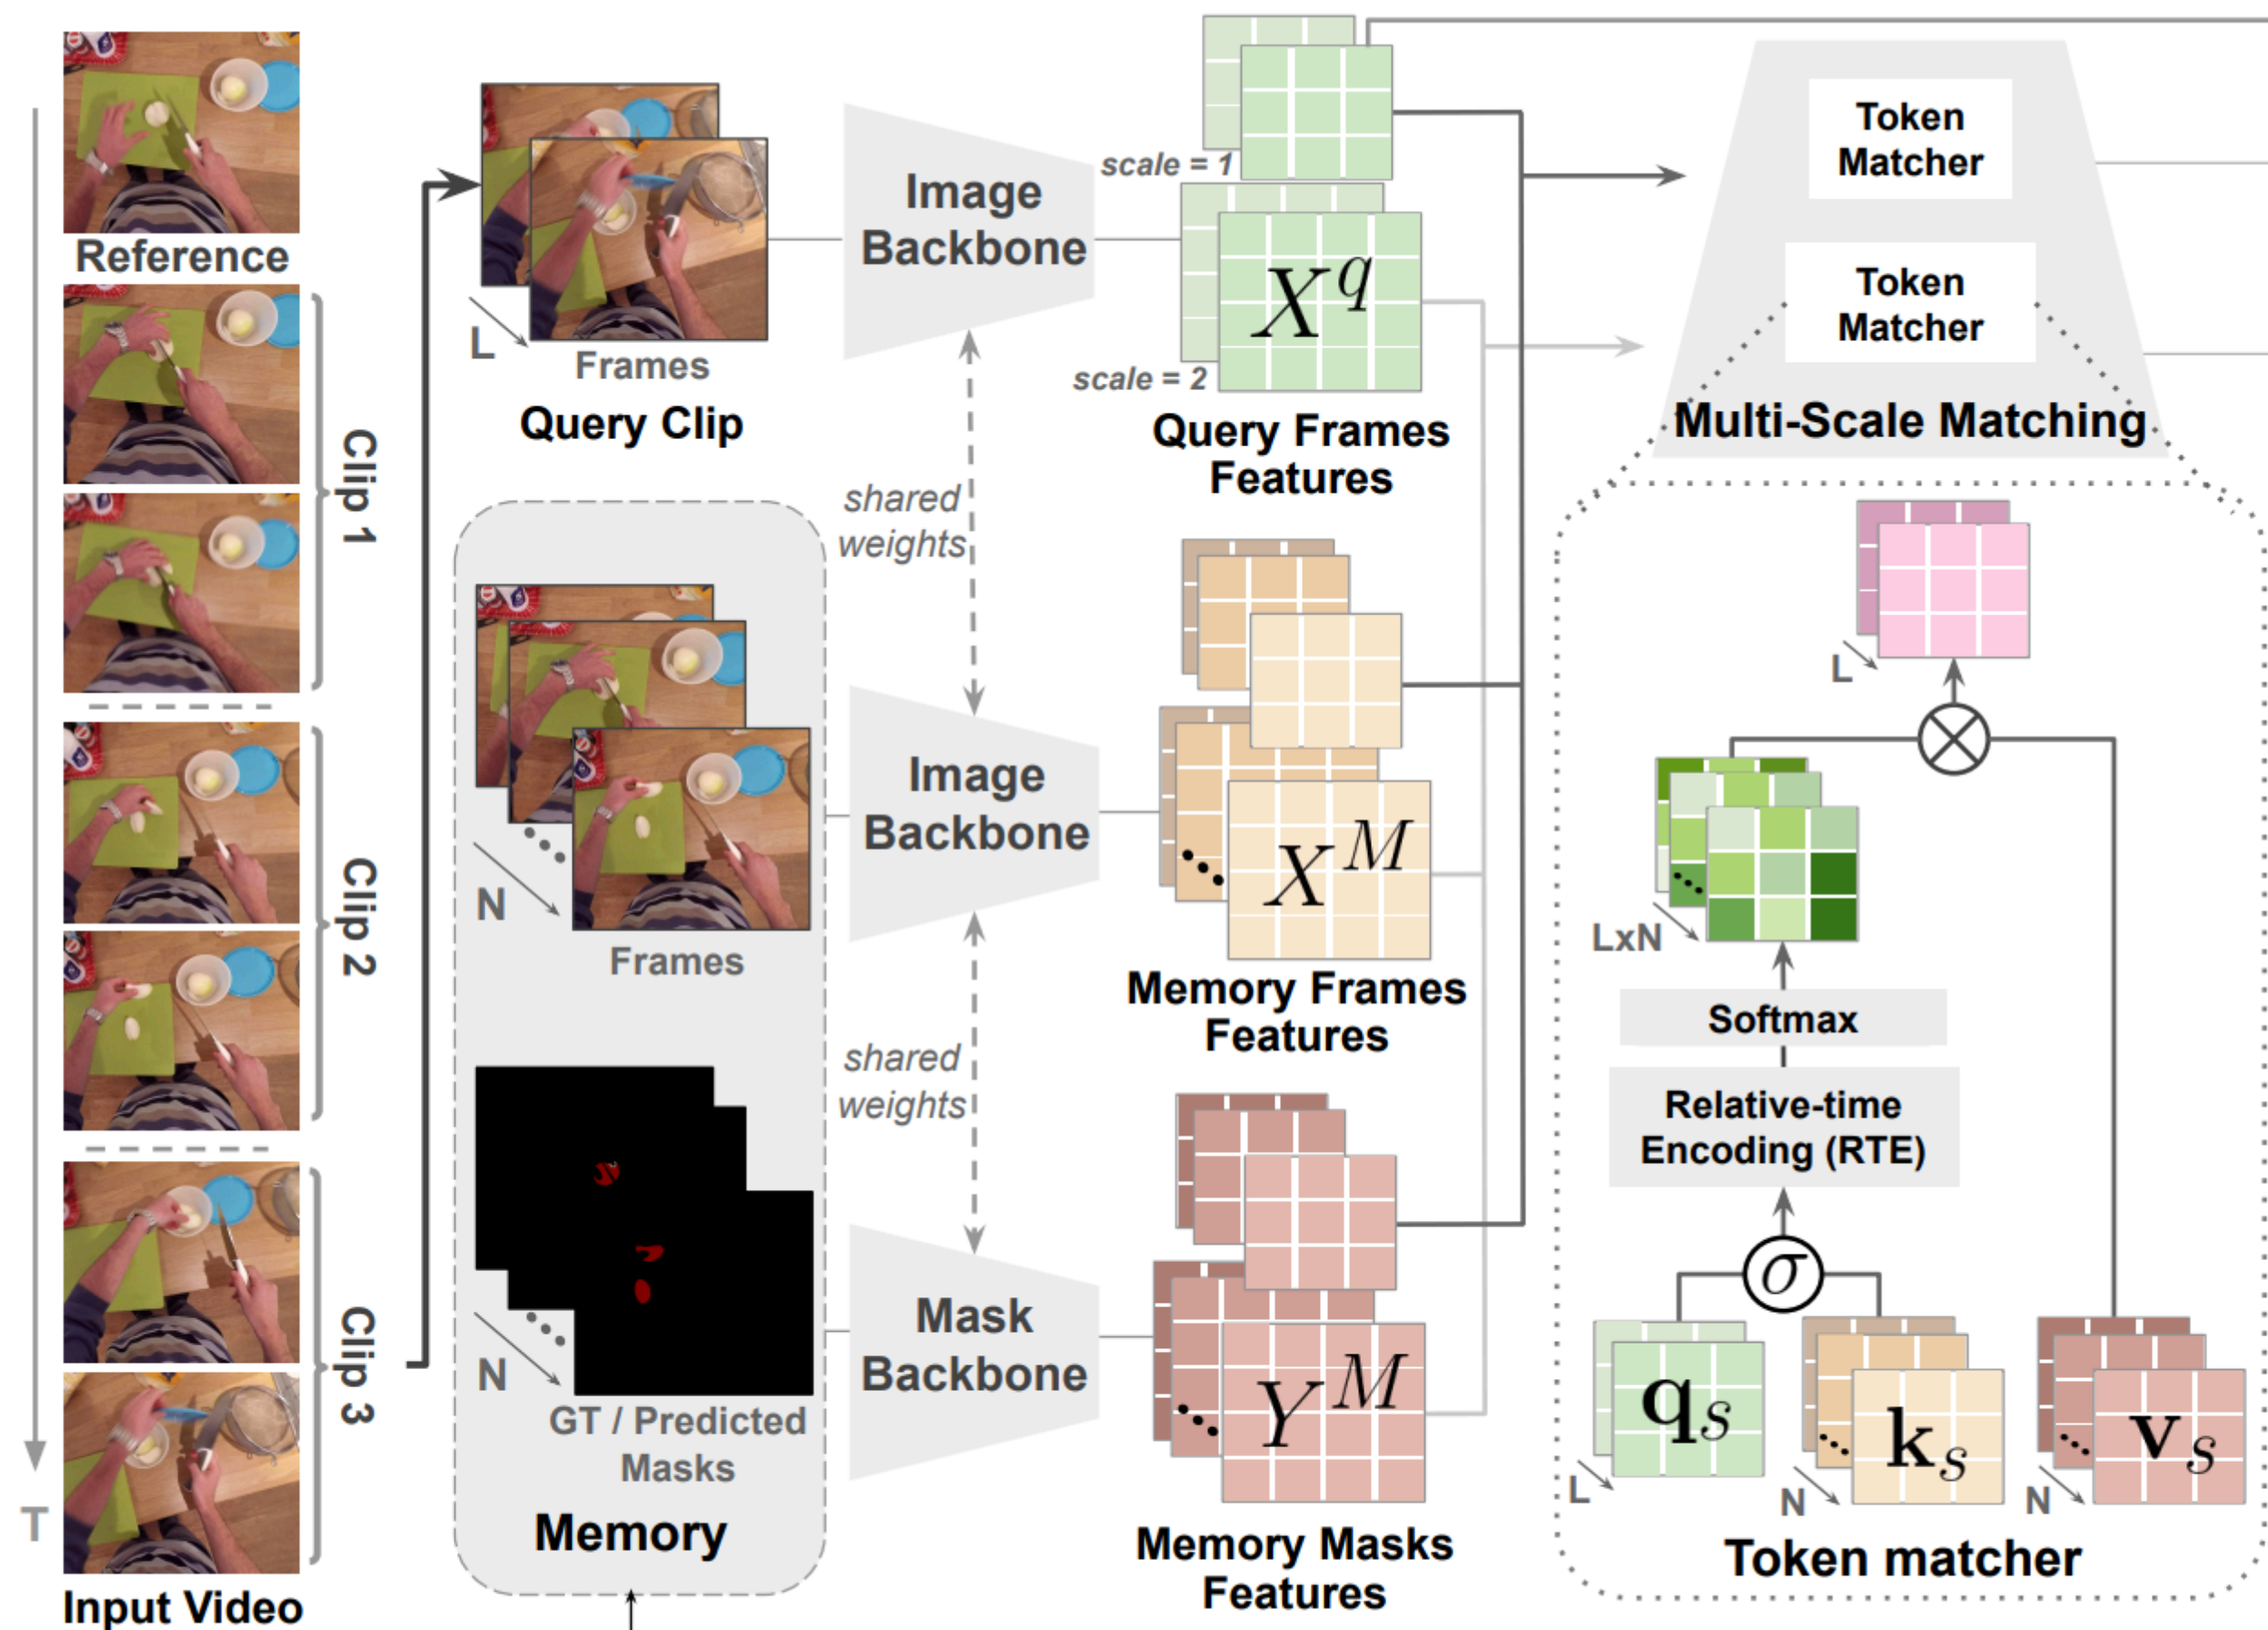 Reference
Clip 1
Clip 2
Clip 3
T
Input Video
L
Frames
Query Clip
N
Frames
N
GT / Predicted
Masks
Memory
Image
Backbone
shared
weights
Image
Backbone
shared
weights
Mask
Backbone
scale = 1
X^q
scale = 2
Query Frames
Features
X^M
Memory Frames
Features
Y^M
Memory Masks
Features
Token
Matcher
Token
Matcher
Multi-Scale Matching
L
⊗
LxN
Softmax
Relative-time
Encoding (RTE)
σ
q_s
k_s
v_s
L
N
N
Token matcher